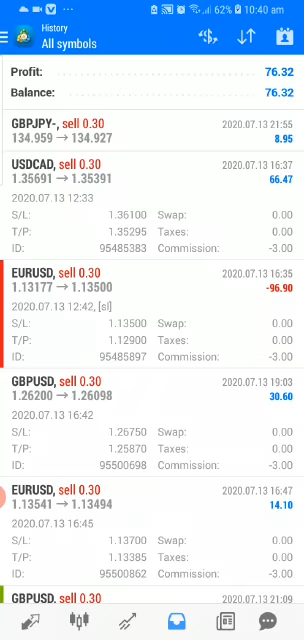 62% 10:40 am
History
All symbols
Profit: 76.32
Balance: 76.32
GBPJPY-, sell 0.30 2020.07.13 21:55
134.959 → 134.927 8.95
USDCAD, sell 0.30 2020.07.13 16:37
1.35691 → 1.35391 66.47
2020.07.13 12:33
S/L: 1.36100 Swap: 0.00
T/P: 1.35295 Taxes: 0.00
ID: 95485383 Commission: -3.00
EURUSD, sell 0.30 2020.07.13 16:35
1.13177 → 1.13500 -96.90
2020.07.13 12:42, [sl]
S/L: 1.13500 Swap: 0.00
T/P: 1.12900 Taxes: 0.00
ID: 95485897 Commission: -3.00
GBPUSD, sell 0.30 2020.07.13 19:03
1.26200 → 1.26098 30.60
2020.07.13 16:42
S/L: 1.26750 Swap: 0.00
T/P: 1.25870 Taxes: 0.00
ID: 95500698 Commission: -3.00
EURUSD, sell 0.30 2020.07.13 16:47
1.13541 → 1.13494 14.10
2020.07.13 16:45
S/L: 1.13700 Swap: 0.00
T/P: 1.13385 Taxes: 0.00
ID: 95500862 Commission: -3.00
GBPUSD, sell 0.30 2020.07.13 21:09